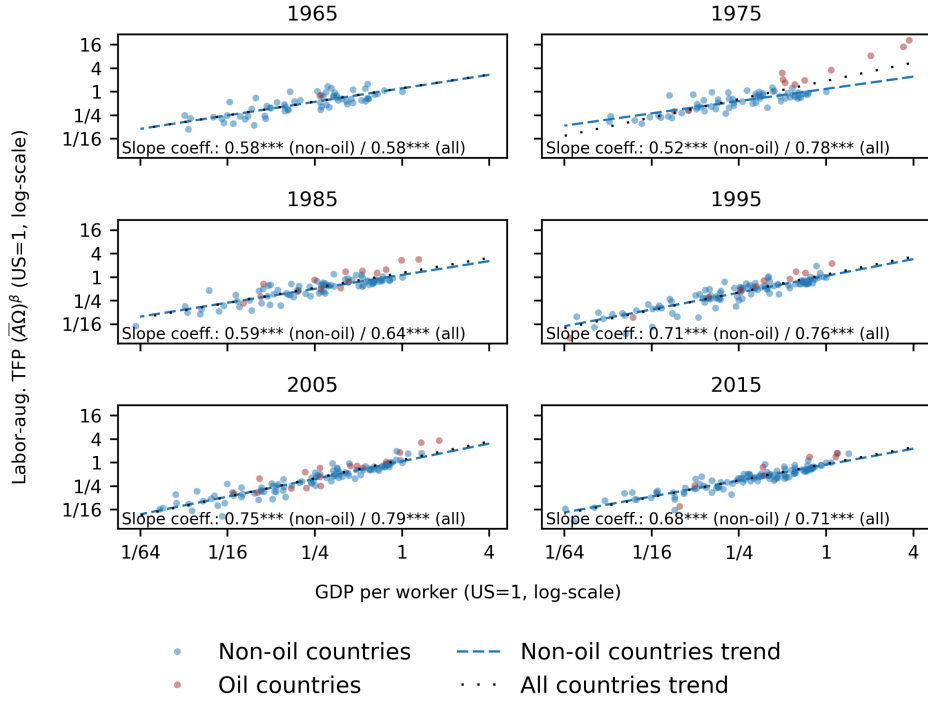 1965
1975
16
4
1
1/4
1/16
Slope coeff.: 0.58*** (non-oil) / 0.58*** (all)
Slope coeff.: 0.52*** (non-oil) / 0.78*** (all)
1985
1995
16
4
1
1/4
1/16
Slope coeff.: 0.59*** (non-oil) / 0.64*** (all)
Slope coeff.: 0.71*** (non-oil) / 0.76*** (all)
Labor-aug. TFP (A̅Ω)^β (US=1, log-scale)
2005
2015
16
4
1
1/4
1/16
Slope coeff.: 0.75*** (non-oil) / 0.79*** (all)
Slope coeff.: 0.68*** (non-oil) / 0.71*** (all)
1/64 1/16 1/4 1 4
1/64 1/16 1/4 1 4
GDP per worker (US=1, log-scale)
Non-oil countries
Non-oil countries trend
Oil countries
All countries trend